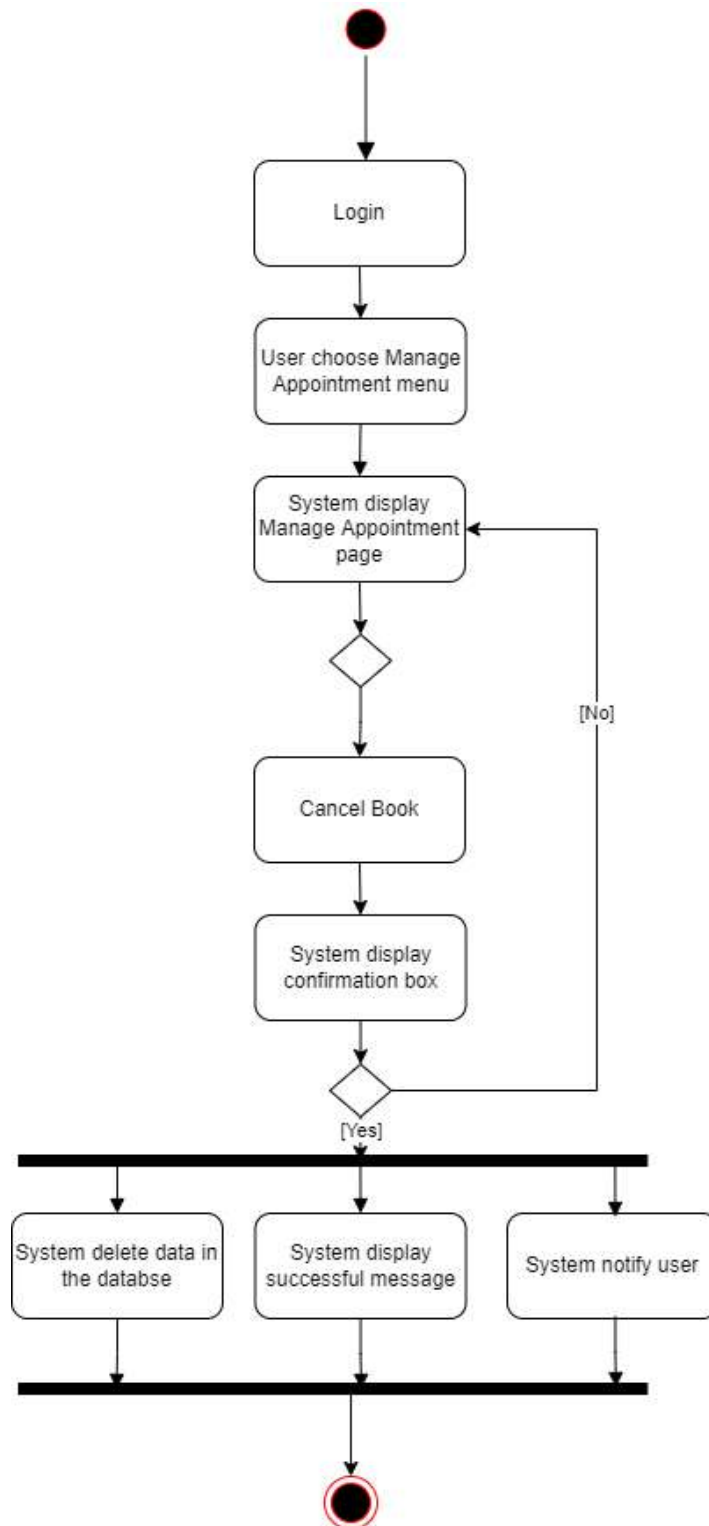 Login
User choose Manage
Appointment menu
System display
Manage Appointment
page
[No]
Cancel Book
System display
confirmation box
[Yes]
System delete data in
the databse
System display
successful message
System notify user